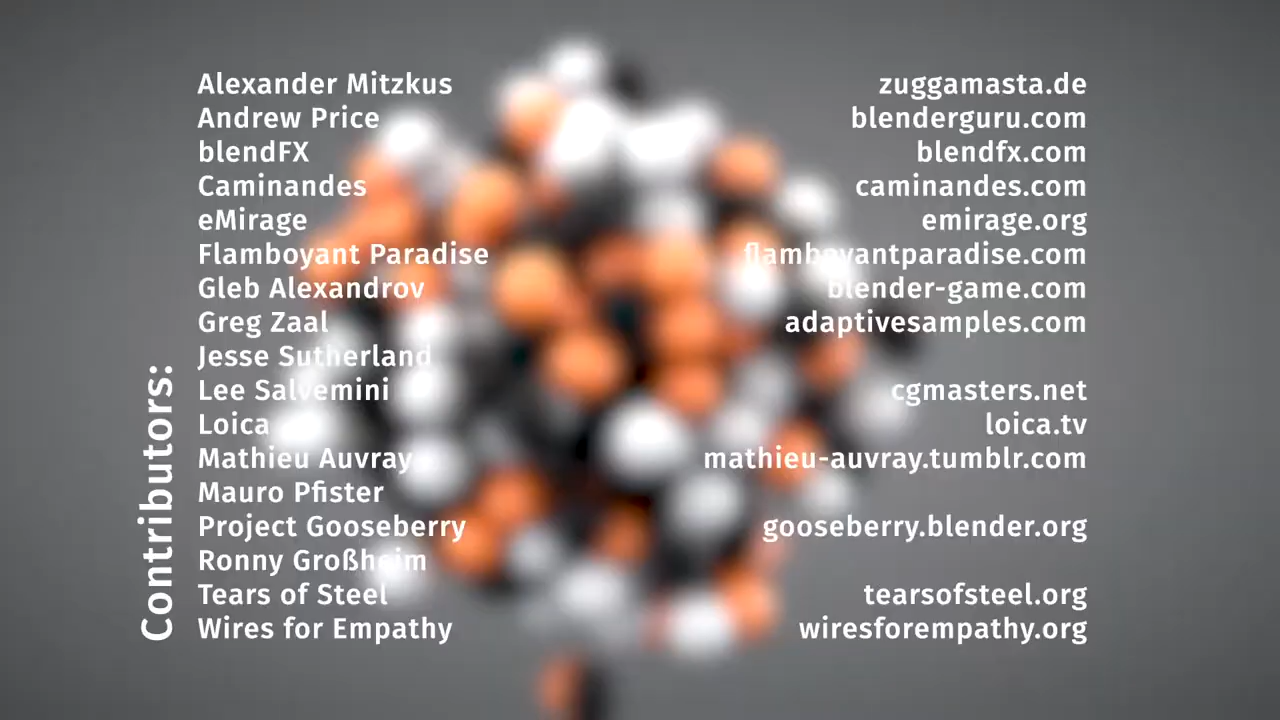 Contributors:
Alexander Mitzkus zuggamasta.de
Andrew Price blenderguru.com
blendFX blendfx.com
Caminandes caminandes.com
eMirage emirage.org
Flamboyant Paradise flamboyantparadise.com
Gleb Alexandrov blender-game.com
Greg Zaal adaptivesamples.com
Jesse Sutherland
Lee Salvemini cgmasters.net
Loica loica.tv
Mathieu Auvray mathieu-auvray.tumblr.com
Mauro Pfister
Project Gooseberry gooseberry.blender.org
Ronny Großheim
Tears of Steel tearsofsteel.org
Wires for Empathy wiresforempathy.org